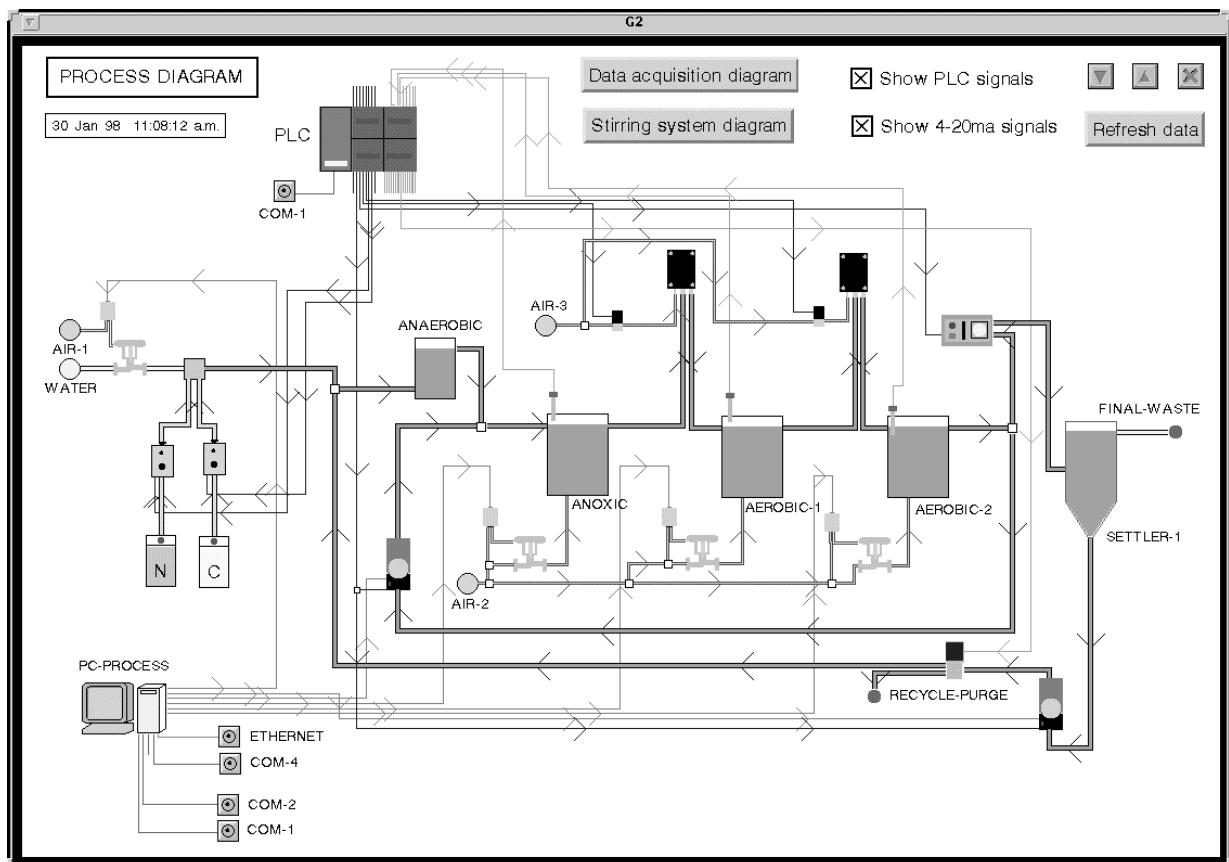 G2
PROCESS DIAGRAM
Data acquisition diagram
Show PLC signals
30 Jan 98 11:08:12 a.m.
Stirring system diagram
Show 4-20ma signals
Refresh data
PLC
COM-1
AIR-3
ANAEROBIC
AIR-1
WATER
FINAL-WASTE
ANOXIC
AEROBIC-1
AEROBIC-2
SETTLER-1
N
C
AIR-2
PC-PROCESS
RECYCLE-PURGE
ETHERNET
COM-4
COM-2
COM-1